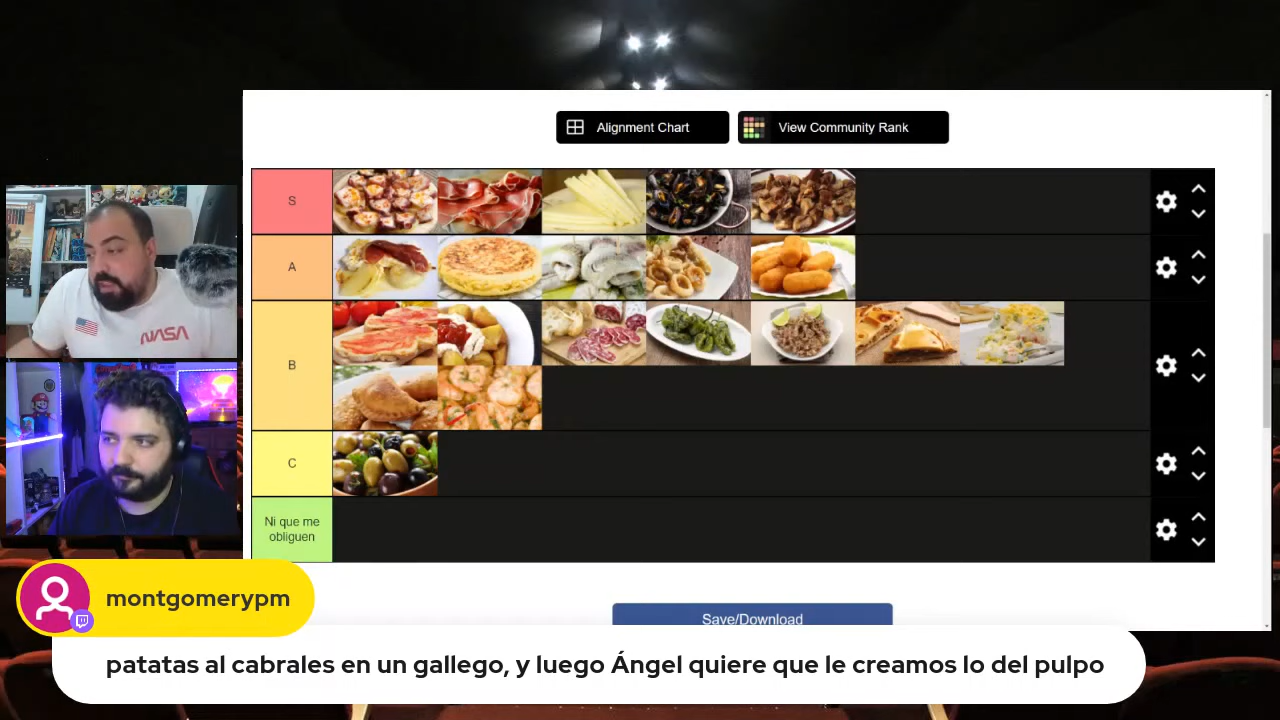 Alignment Chart
View Community Rank
S
A
B
C
Ni que me
obliguen
NASA
Save/Download
montgomerypm
patatas al cabrales en un gallego, y luego Ángel quiere que le creamos lo del pulpo